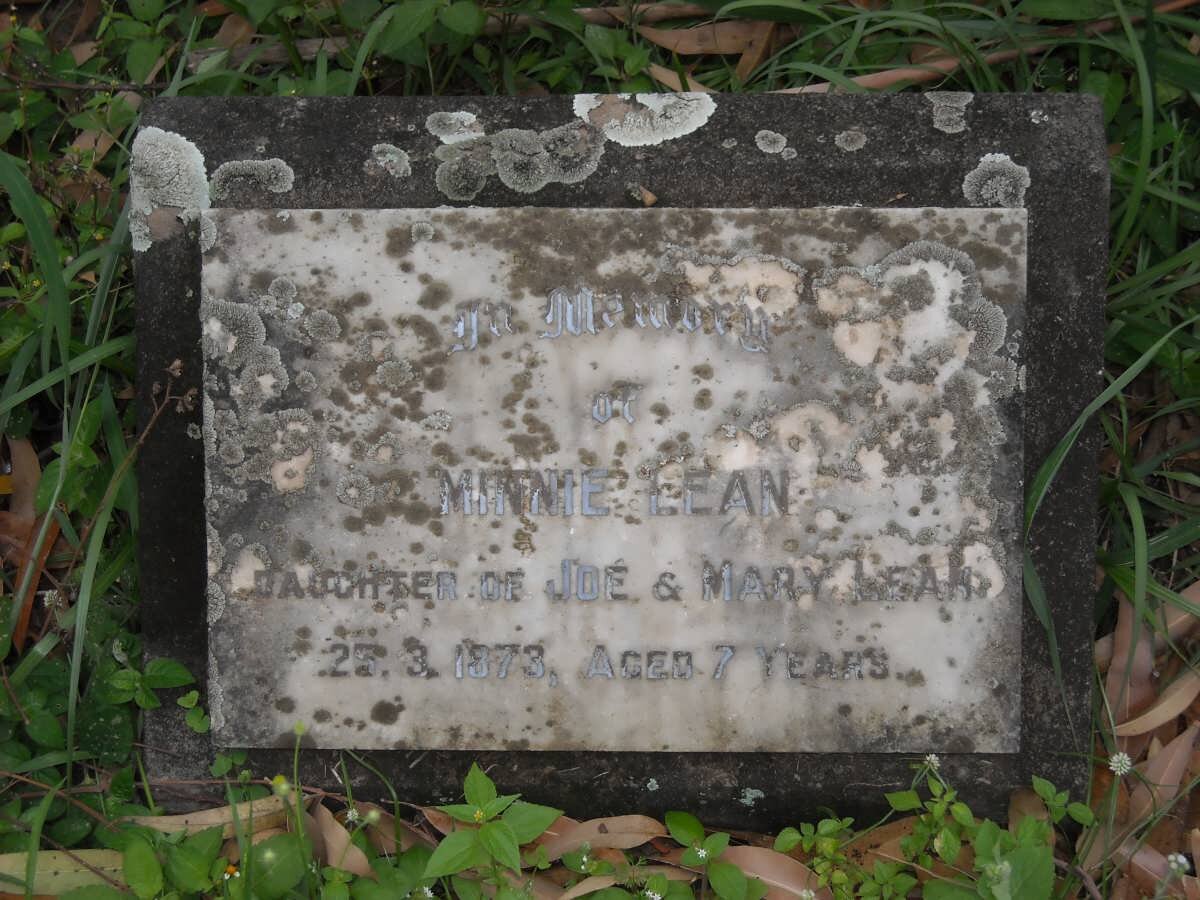 In Memory
of
MINNIE LEAN
DAUGHTER OF JOE & MARY LEAN
25. 3. 1873, AGED 7 YEARS.